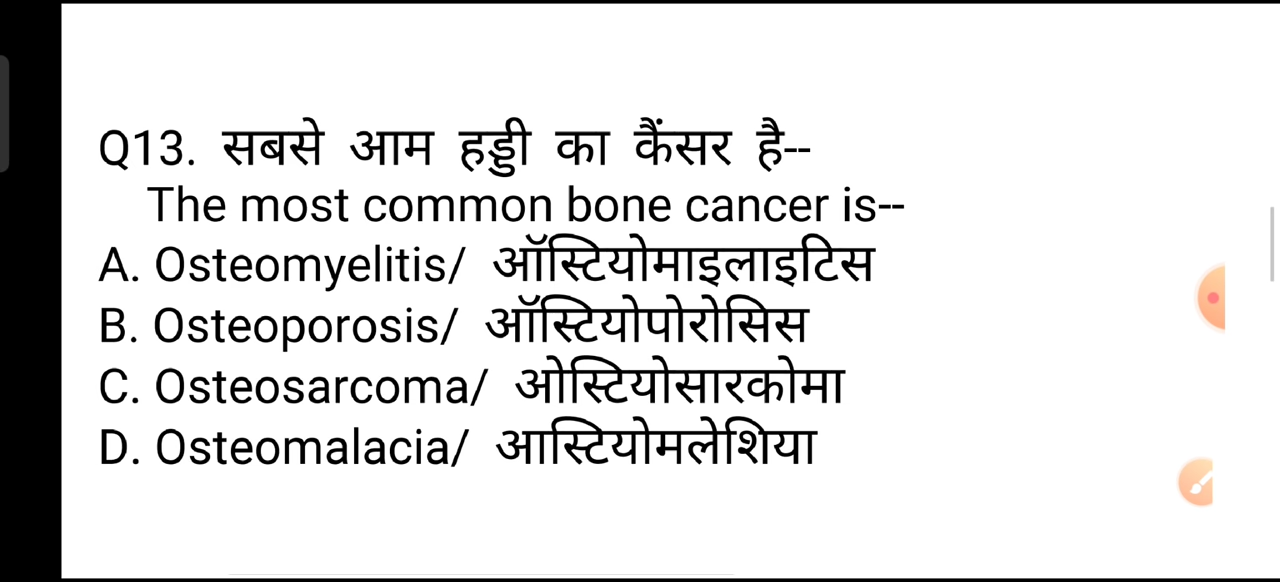 Q13. सबसे आम हड्डी का कैंसर है--
The most common bone cancer is--
A. Osteomyelitis/ ऑस्टियोमाइलाइटिस
B. Osteoporosis/ ऑस्टियोपोरोसिस
C. Osteosarcoma/ ओस्टियोसारकोमा
D. Osteomalacia/ आस्टियोमलेशिया